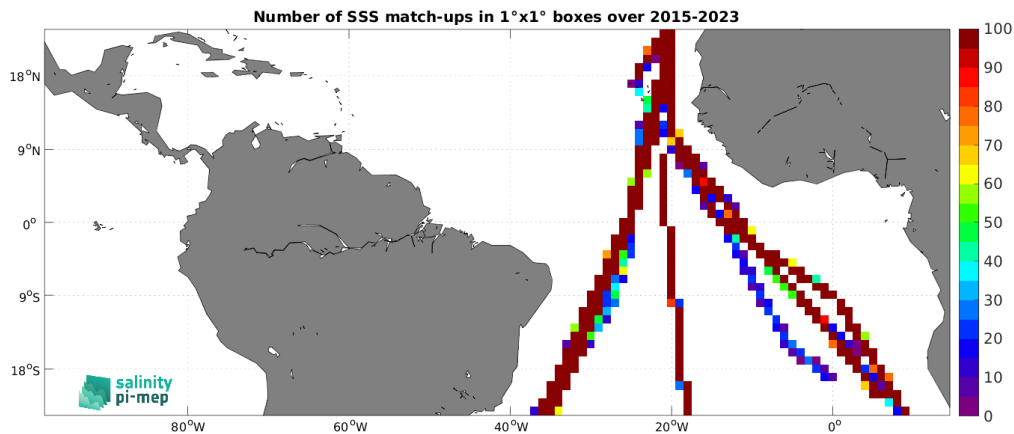 Number of SSS match-ups in 1°x1° boxes over 2015-2023
18°N
9°N
0°
9°S
18°S
80°W
60°W
40°W
20°W
0°
100
90
80
70
60
50
40
30
20
10
0
salinity
pi-mep